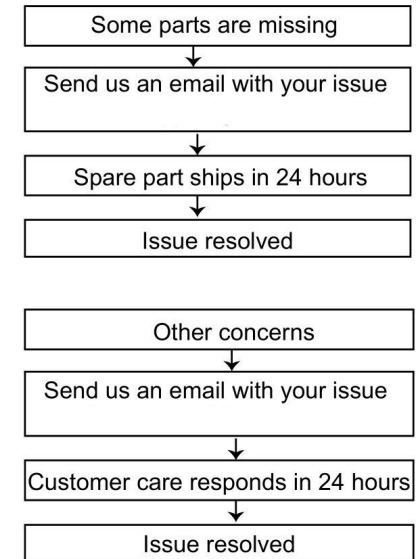 Some parts are missing
Send us an email with your issue
Spare part ships in 24 hours
Issue resolved
Other concerns
Send us an email with your issue
Customer care responds in 24 hours
Issue resolved